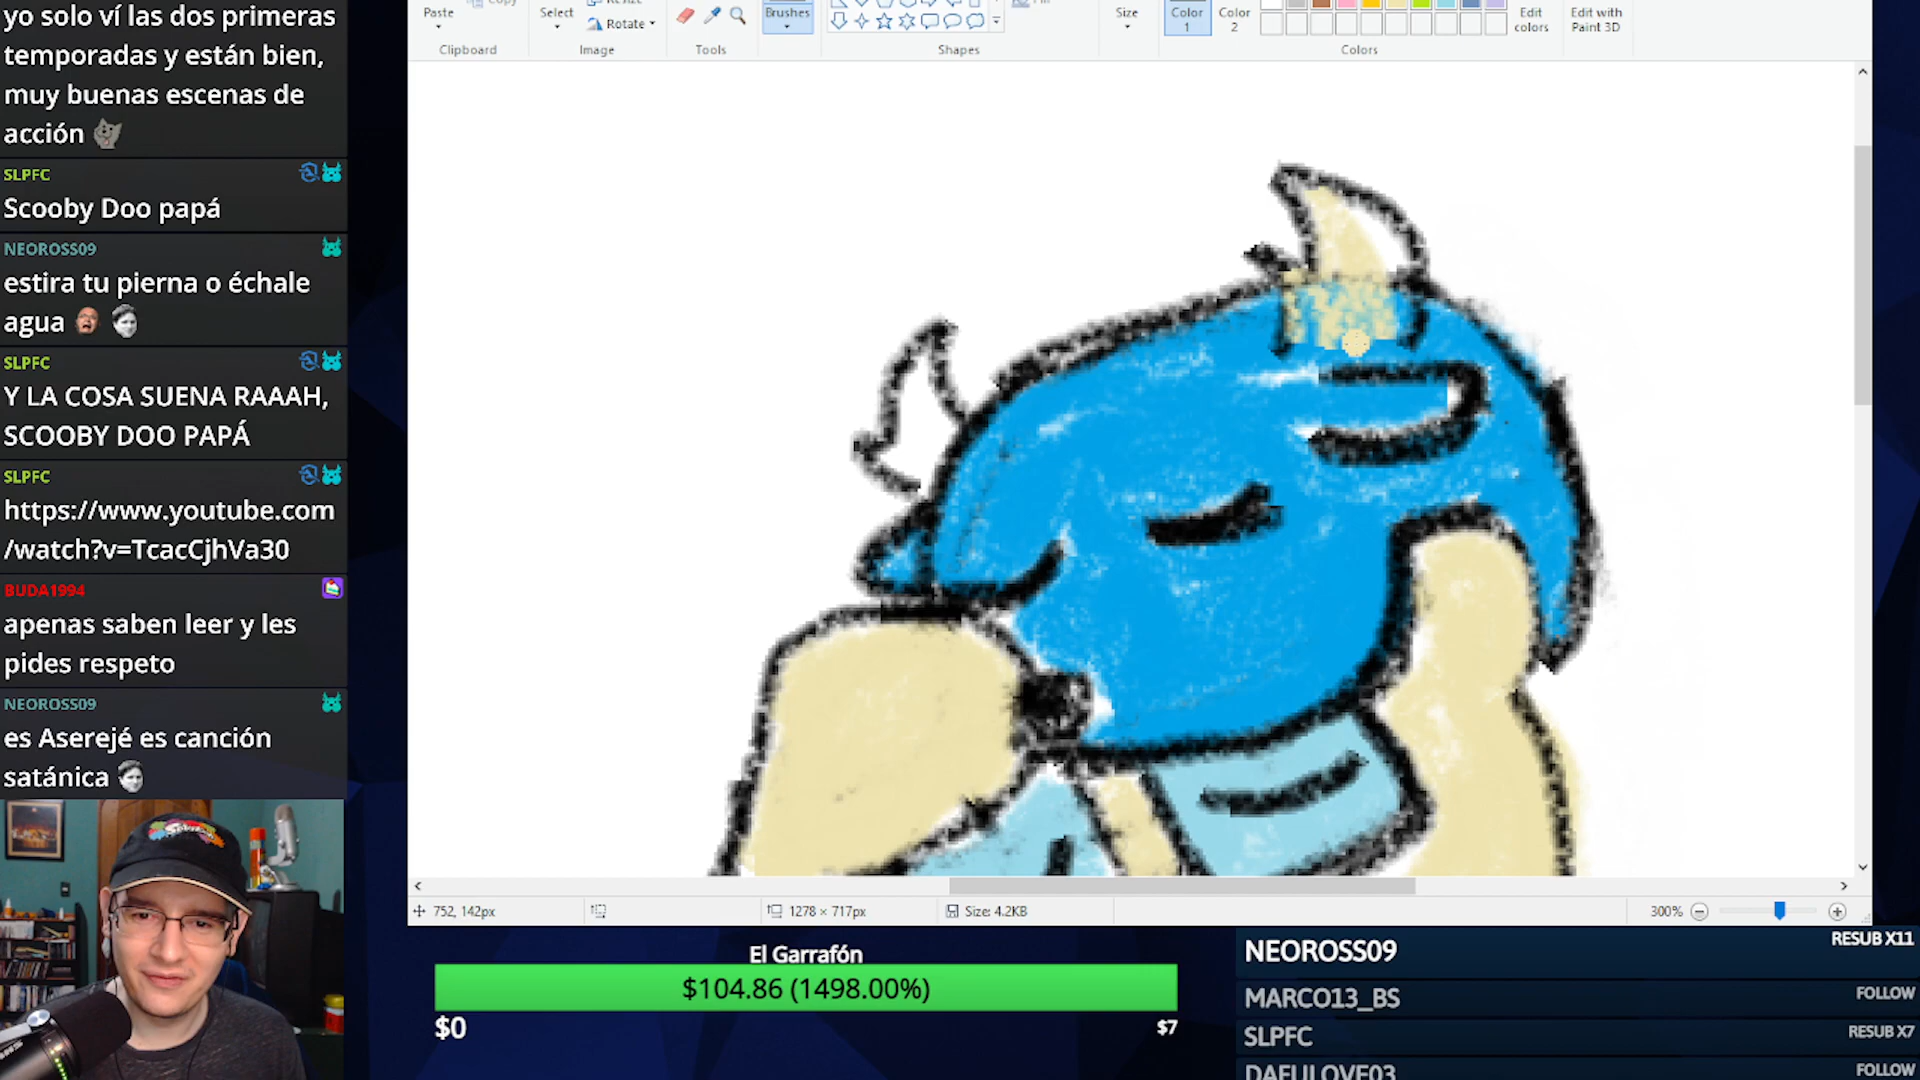 yo solo ví las dos primeras
temporadas y están bien,
muy buenas escenas de
acción
SLPFC
Scooby Doo papá
NEOROSS09
estira tu pierna o échale
agua
SLPFC
Y LA COSA SUENA RAAAH,
SCOOBY DOO PAPÁ
SLPFC
https://www.youtube.com
/watch?v=TcacCjhVa30
BUDA1994
apenas saben leer y les
pides respeto
NEOROSS09
es Aserejé es canción
satánica
Paste
Copy
Clipboard
Select
Rotate
Image
Tools
Brushes
Shapes
Size
Color
1
Color
2
Edit
colors
Colors
Edit with
Paint 3D
752, 142px
1278 × 717px
Size: 4.2KB
300%
El Garrafón
$104.86 (1498.00%)
$0
$7
NEOROSS09
RESUB X11
MARCO13_BS
FOLLOW
SLPFC
RESUB X7
FOLLOW